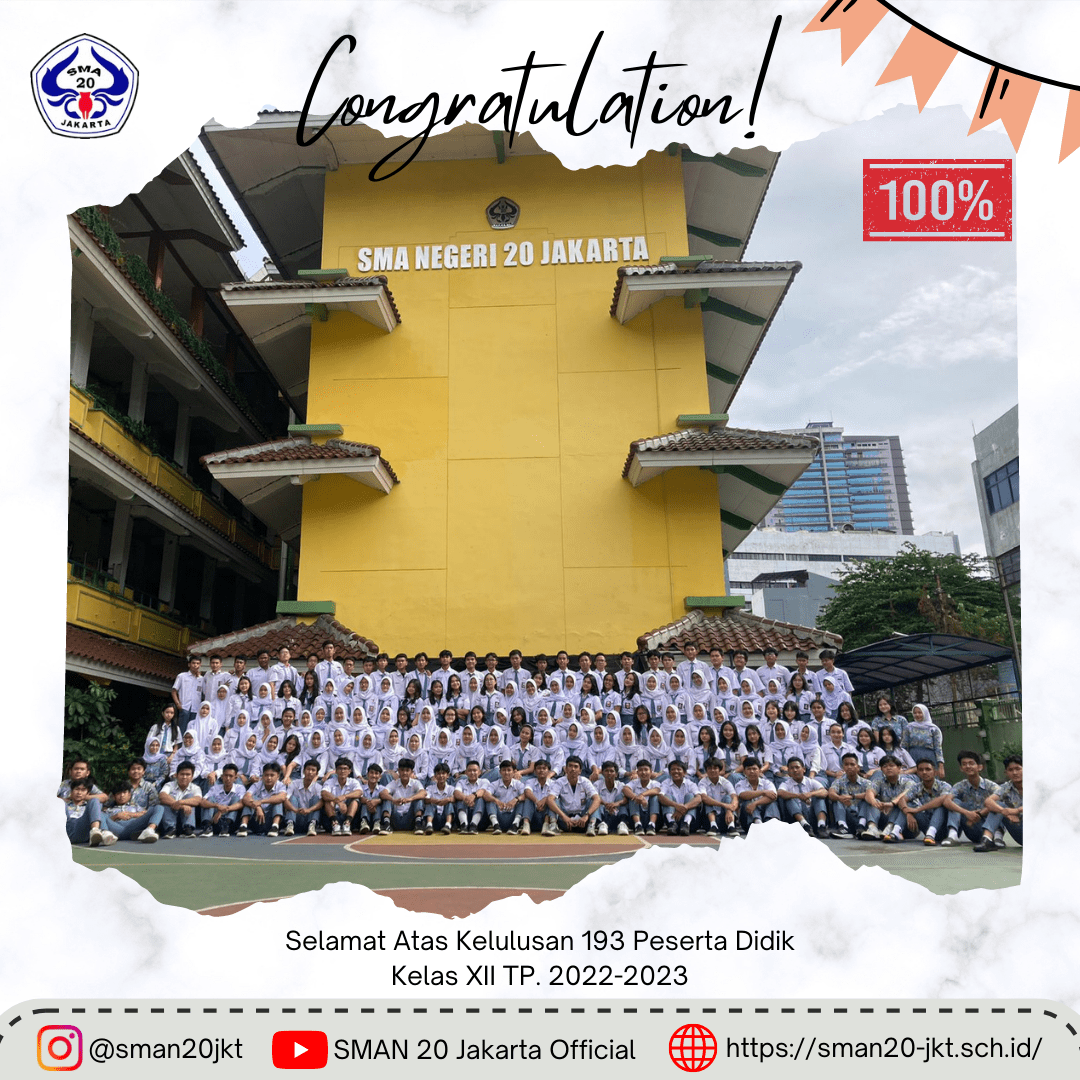 SMA
20
JAKARTA
Congratulation!
100%
SMA NEGERI 20 JAKARTA
Selamat Atas Kelulusan 193 Peserta Didik
Kelas XII TP. 2022-2023
@sman20jkt
SMAN 20 Jakarta Official
https://sman20-jkt.sch.id/